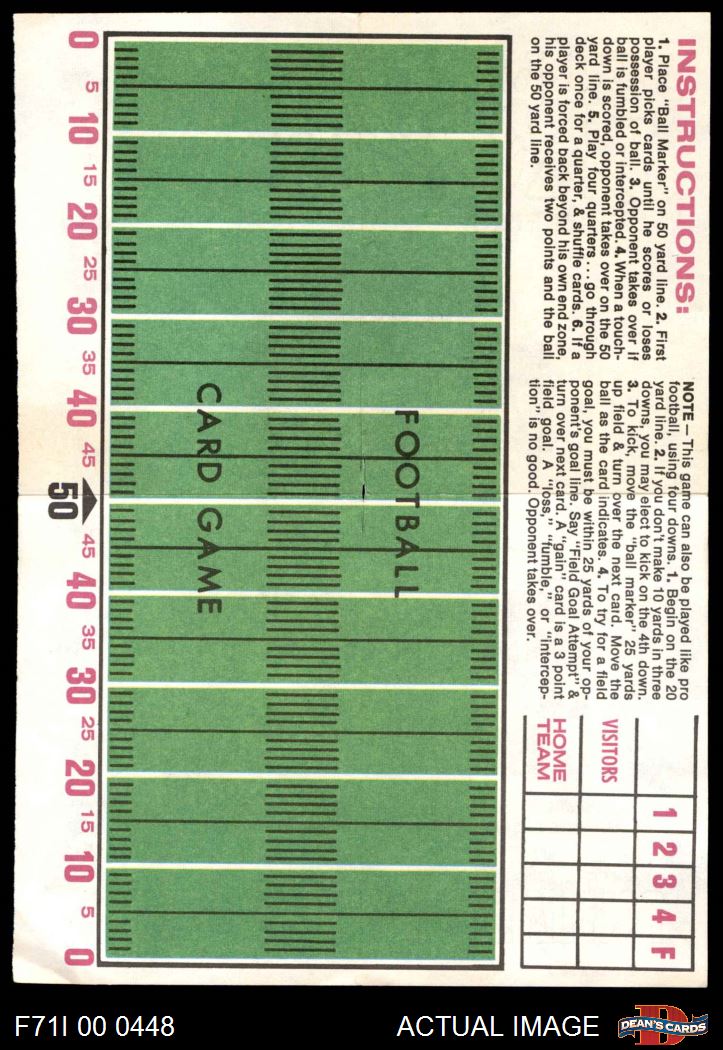 INSTRUCTIONS:
1. Place "Ball Marker" on 50 yard line. 2. First
player picks cards until he scores or loses
possession of ball. 3. Opponent takes over if
ball is fumbled or intercepted. 4. When a touch-
down is scored, opponent takes over on the 50
yard line. 5. Play four quarters...go through
deck once for a quarter, & shuffle cards. 6. If a
player is forced back beyond his own end zone,
his opponent receives two points and the ball
on the 50 yard line.
NOTE—This game can also be played like pro
football, using four downs. 1. Begin on the 20
yard line. 2. If you don't make 10 yards in three
downs, you may elect to kick on the 4th down.
3. To kick, move the "ball marker" 25 yards
up field & turn over the next card. Move the
ball as the card indicates. 4. To try for a field
goal, you must be within 25 yards of your op-
ponent's goal line. Say "Field Goal Attempt" &
turn over next card. A "gain" card is a 3 point
field goal. A "loss," "fumble," or "intercep-
tion" is no good. Opponent takes over.
1 2 3 4 F
VISITORS
HOME
TEAM
FOOTBALL
CARD GAME
0 5 10 15 20 25 30 35 40 45 50 45 40 35 30 25 20 15 10 5 0
F71I 00 0448
ACTUAL IMAGE
D
DEAN'S CARDS